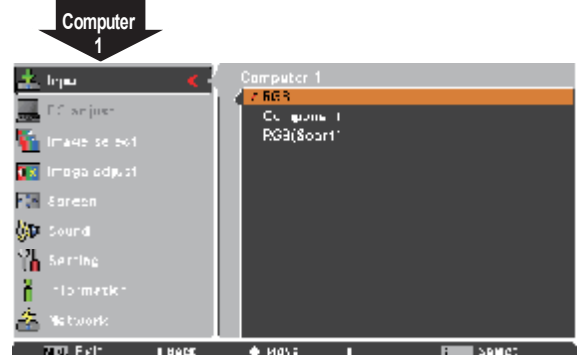 Computer
1
Input
Computer 1
PC adjust
RGB
Component
Image select
RGB(Scart)
Image adjust
Screen
Sound
Setting
Information
Network
Exit Back Move Select